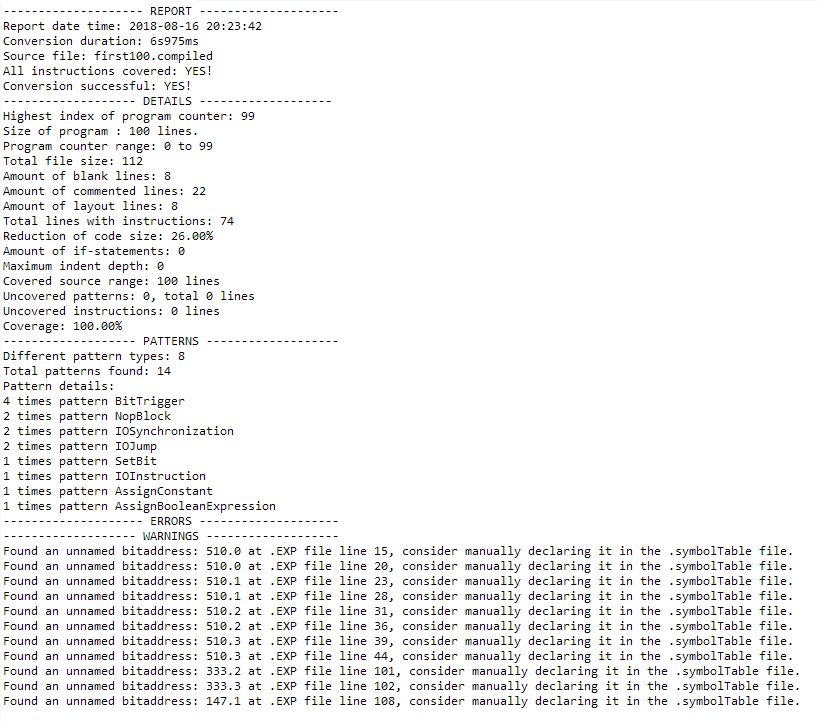 ------------------- REPORT -------------------
Report date time: 2018-08-16 20:23:42
Conversion duration: 6s975ms
Source file: first100.compiled
All instructions covered: YES!
Conversion successful: YES!
------------------- DETAILS -------------------
Highest index of program counter: 99
Size of program : 100 lines.
Program counter range: 0 to 99
Total file size: 112
Amount of blank lines: 8
Amount of commented lines: 22
Amount of layout lines: 8
Total lines with instructions: 74
Reduction of code size: 26.00%
Amount of if-statements: 0
Maximum indent depth: 0
Covered source range: 100 lines
Uncovered patterns: 0, total 0 lines
Uncovered instructions: 0 lines
Coverage: 100.00%
------------------- PATTERNS -------------------
Different pattern types: 8
Total patterns found: 14
Pattern details:
4 times pattern BitTrigger
2 times pattern NopBlock
2 times pattern IOSynchronization
2 times pattern IOJump
1 times pattern SetBit
1 times pattern IOInstruction
1 times pattern AssignConstant
1 times pattern AssignBooleanExpression
-------------------- ERRORS --------------------
------------------- WARNINGS -------------------
Found an unnamed bitaddress: 510.0 at .EXP file line 15, consider manually declaring it in the .symbolTable file.
Found an unnamed bitaddress: 510.0 at .EXP file line 20, consider manually declaring it in the .symbolTable file.
Found an unnamed bitaddress: 510.1 at .EXP file line 23, consider manually declaring it in the .symbolTable file.
Found an unnamed bitaddress: 510.1 at .EXP file line 28, consider manually declaring it in the .symbolTable file.
Found an unnamed bitaddress: 510.2 at .EXP file line 31, consider manually declaring it in the .symbolTable file.
Found an unnamed bitaddress: 510.2 at .EXP file line 36, consider manually declaring it in the .symbolTable file.
Found an unnamed bitaddress: 510.3 at .EXP file line 39, consider manually declaring it in the .symbolTable file.
Found an unnamed bitaddress: 510.3 at .EXP file line 44, consider manually declaring it in the .symbolTable file.
Found an unnamed bitaddress: 333.2 at .EXP file line 101, consider manually declaring it in the .symbolTable file.
Found an unnamed bitaddress: 333.3 at .EXP file line 102, consider manually declaring it in the .symbolTable file.
Found an unnamed bitaddress: 147.1 at .EXP file line 108, consider manually declaring it in the .symbolTable file.